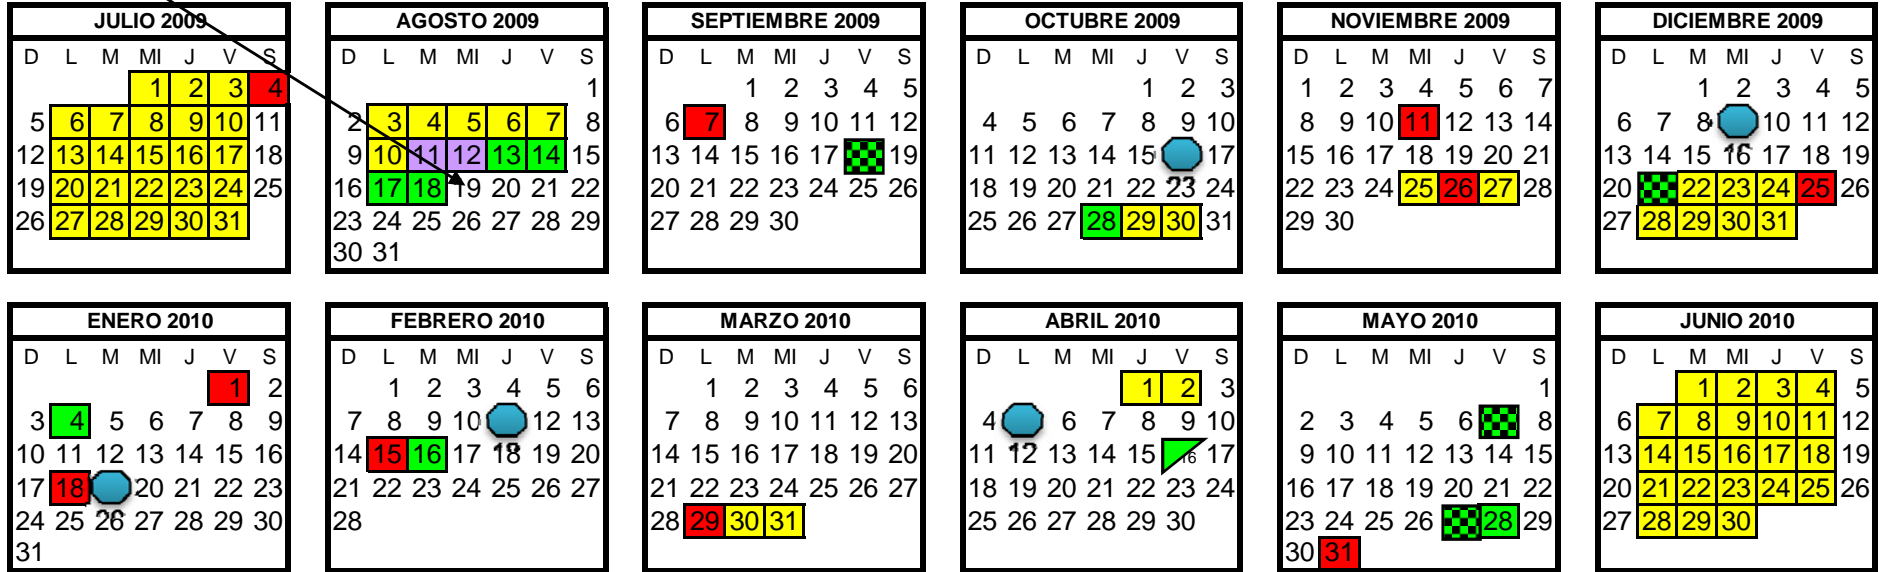 JULIO 2009
D L M MI J V S
1 2 3 4
5 6 7 8 9 10 11
12 13 14 15 16 17 18
19 20 21 22 23 24 25
26 27 28 29 30 31
AGOSTO 2009
D L M MI J V S
1
2 3 4 5 6 7 8
9 10 11 12 13 14 15
16 17 18 19 20 21 22
23 24 25 26 27 28 29
30 31
SEPTIEMBRE 2009
D L M MI J V S
1 2 3 4 5
6 7 8 9 10 11 12
13 14 15 16 17 19
20 21 22 23 24 25 26
27 28 29 30
OCTUBRE 2009
D L M MI J V S
1 2 3
4 5 6 7 8 9 10
11 12 13 14 15 17
18 19 20 21 22 23 24
25 26 27 28 29 30 31
NOVIEMBRE 2009
D L M MI J V S
1 2 3 4 5 6 7
8 9 10 11 12 13 14
15 16 17 18 19 20 21
22 23 24 25 26 27 28
29 30
DICIEMBRE 2009
D L M MI J V S
1 2 3 4 5
6 7 8 10 11 12
13 14 15 16 17 18 19
20 22 23 24 25 26
27 28 29 30 31
ENERO 2010
D L M MI J V S
1 2
3 4 5 6 7 8 9
10 11 12 13 14 15 16
17 18 20 21 22 23
24 25 26 27 28 29 30
31
FEBRERO 2010
D L M MI J V S
1 2 3 4 5 6
7 8 9 10 12 13
14 15 16 17 18 19 20
21 22 23 24 25 26 27
28
MARZO 2010
D L M MI J V S
1 2 3 4 5 6
7 8 9 10 11 12 13
14 15 16 17 18 19 20
21 22 23 24 25 26 27
28 29 30 31
ABRIL 2010
D L M MI J V S
1 2 3
4 6 7 8 9 10
11 12 13 14 15 16 17
18 19 20 21 22 23 24
25 26 27 28 29 30
MAYO 2010
D L M MI J V S
1
2 3 4 5 6 8
9 10 11 12 13 14 15
16 17 18 19 20 21 22
23 24 25 26 28 29
30 31
JUNIO 2010
D L M MI J V S
1 2 3 4 5
6 7 8 9 10 11 12
13 14 15 16 17 18 19
20 21 22 23 24 25 26
27 28 29 30